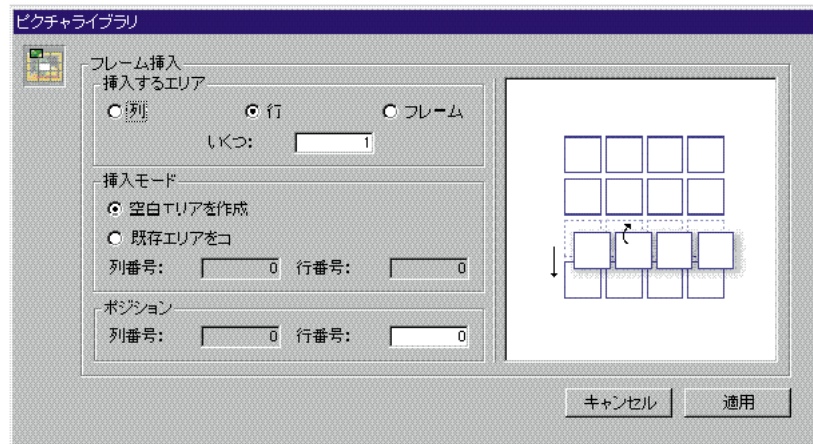 ピクチャライブラリ
フレーム挿入
挿入するエリア
列 行 フレーム
いくつ: 1
挿入モード
空白エリアを作成
既存エリアをコ
列番号: 0 行番号: 0
ポジション
列番号: 0 行番号: 0
キャンセル 適用